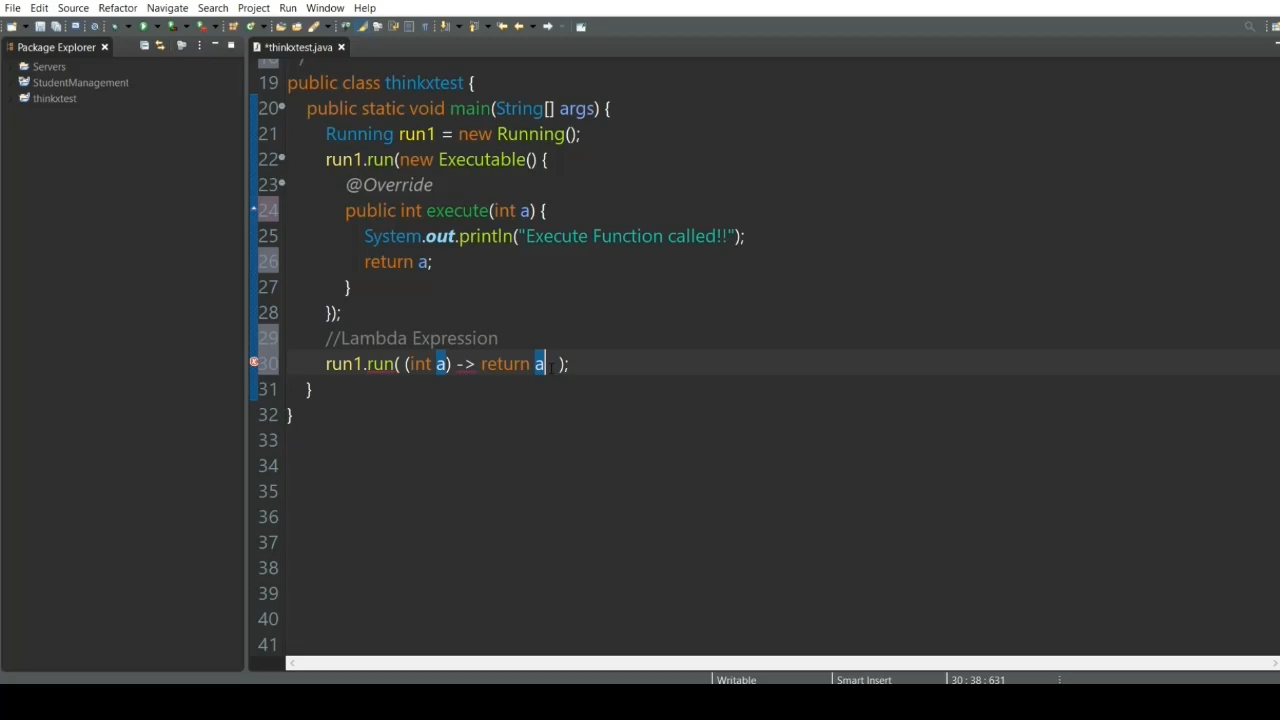 File Edit Source Refactor Navigate Search Project Run Window Help
Package Explorer
*thinkxtest.java
Servers
StudentManagement
thinkxtest
19 public class thinkxtest {
20 public static void main(String[] args) {
21 Running run1 = new Running();
22 run1.run(new Executable() {
23 @Override
24 public int execute(int a) {
25 System.out.println("Execute Function called!!");
26 return a;
27 }
28 });
29 //Lambda Expression
30 run1.run( (int a) -> return a );
31 }
32 }
33
34
35
36
37
38
39
40
41
Writable Smart Insert 30 : 38 : 631